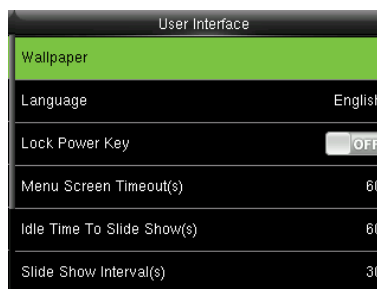 User Interface
Wallpaper
Language English
Lock Power Key OFF
Menu Screen Timeout(s) 60
Idle Time To Slide Show(s) 60
Slide Show Interval(s) 30